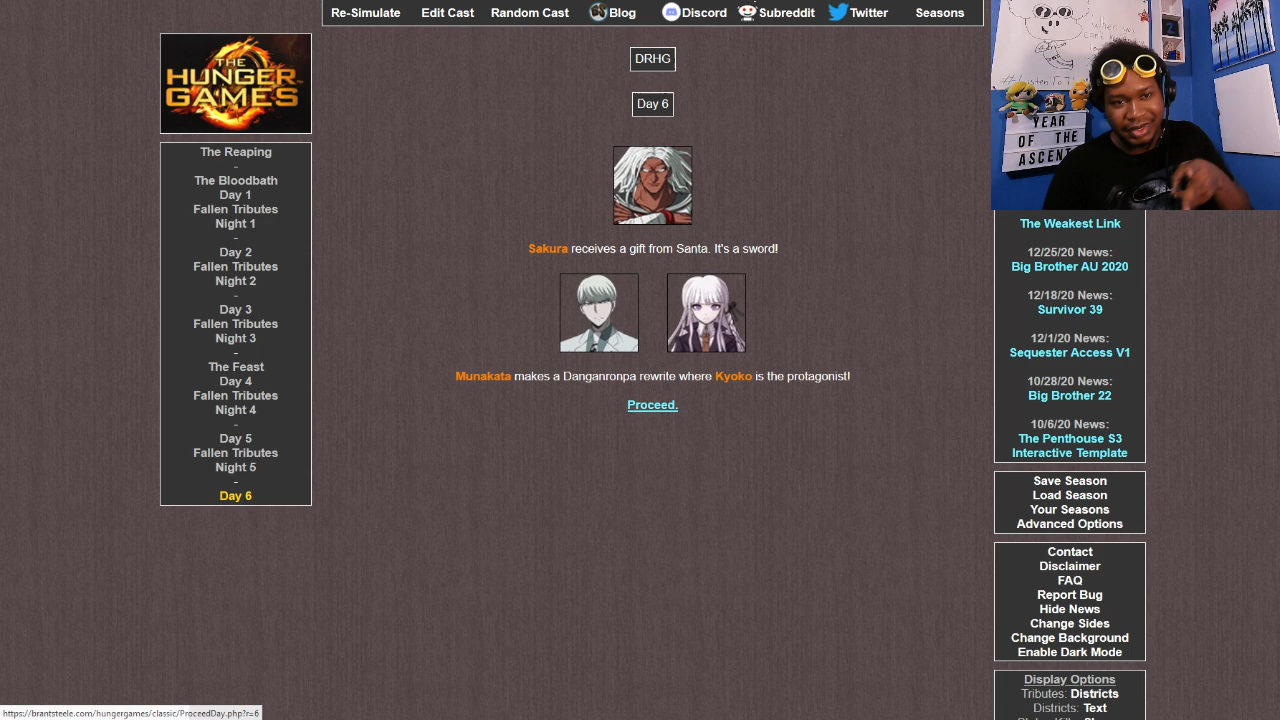 Re-Simulate Edit Cast Random Cast Blog Discord Subreddit Twitter Seasons
THE
HUNGER
GAMES
DRHG
Day 6
The Reaping
-
The Bloodbath
Day 1
Fallen Tributes
Night 1
-
Day 2
Fallen Tributes
Night 2
-
Day 3
Fallen Tributes
Night 3
-
The Feast
Day 4
Fallen Tributes
Night 4
-
Day 5
Fallen Tributes
Night 5
-
Day 6
Sakura receives a gift from Santa. It's a sword!
Munakata makes a Danganronpa rewrite where Kyoko is the protagonist!
Proceed.
YEAR
OF THE
ASCENT
The Weakest Link
12/25/20 News:
Big Brother AU 2020
12/18/20 News:
Survivor 39
12/1/20 News:
Sequester Access V1
10/28/20 News:
Big Brother 22
10/6/20 News:
The Penthouse S3
Interactive Template
Save Season
Load Season
Your Seasons
Advanced Options
Contact
Disclaimer
FAQ
Report Bug
Hide News
Change Sides
Change Background
Enable Dark Mode
Display Options
Tributes: Districts
Districts: Text
https://brantsteele.com/hungergames/classic/ProceedDay.php?r=6